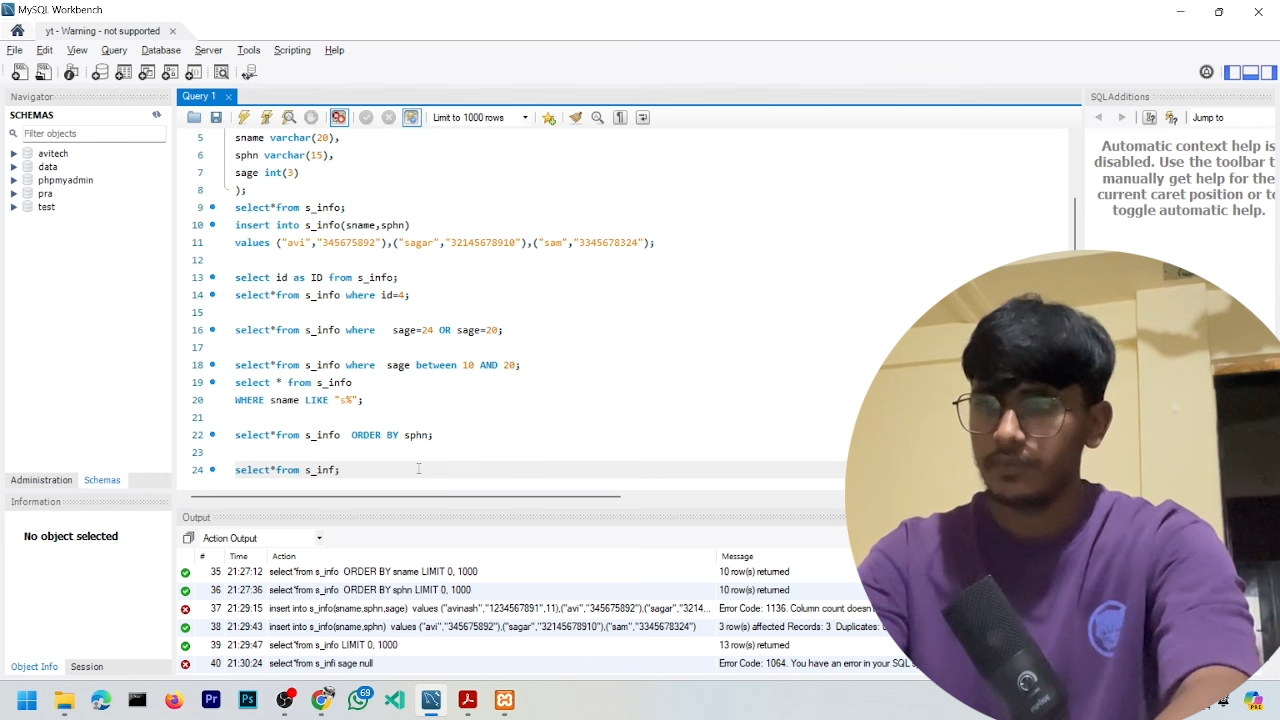 MySQL Workbench
yt - Warning - not supported
File Edit View Query Database Server Tools Scripting Help
Navigator
SCHEMAS
Filter objects
avitech
data
phpmyadmin
pra
test
Administration Schemas
Information
No object selected
Object Info Session
Query 1
Limit to 1000 rows
5 sname varchar(20),
6 sphn varchar(15),
7 sage int(3)
8 );
9 select*from s_info;
10 insert into s_info(sname,sphn)
11 values ("avi","345675892"),("sagar","32145678910"),("sam","3345678324");
12
13 select id as ID from s_info;
14 select*from s_info where id=4;
15
16 select*from s_info where sage=24 OR sage=20;
17
18 select*from s_info where sage between 10 AND 20;
19 select * from s_info
20 WHERE sname LIKE "s%";
21
22 select*from s_info ORDER BY sphn;
23
24 select*from s_inf;
Output
Action Output
# Time Action Message
35 21:27:12 select*from s_info ORDER BY sname LIMIT 0, 1000 10 row(s) returned
36 21:27:36 select*from s_info ORDER BY sphn LIMIT 0, 1000 10 row(s) returned
37 21:29:15 insert into s_info(sname,sphn,sage) values ("avinash","1234567891",11),("avi","345675892"),("sagar","3214... Error Code: 1136. Column count doesn
38 21:29:43 insert into s_info(sname,sphn) values ("avi","345675892"),("sagar","32145678910"),("sam","3345678324") 3 row(s) affected Records: 3 Duplicates:
39 21:29:47 select*from s_info LIMIT 0, 1000 13 row(s) returned
40 21:30:24 select*from s_infi sage null Error Code: 1064. You have an error in your SQL
SQLAdditions
Jump to
Automatic context help is
disabled. Use the toolbar t
manually get help for the
current caret position or to
toggle automatic help.
Pr
Ps
69